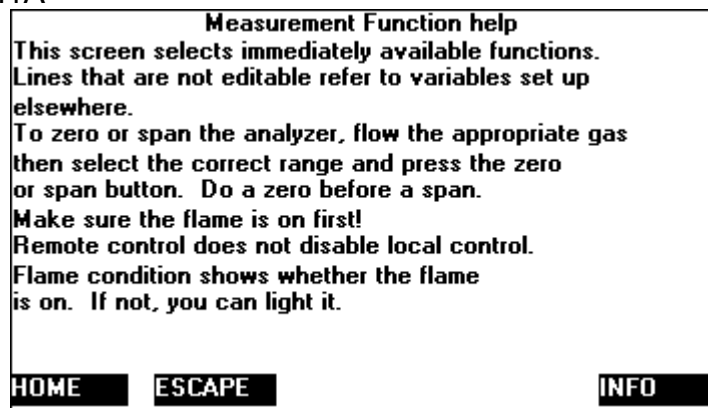 Measurement Function help
This screen selects immediately available functions.
Lines that are not editable refer to variables set up
elsewhere.
To zero or span the analyzer, flow the appropriate gas
then select the correct range and press the zero
or span button.  Do a zero before a span.
Make sure the flame is on first!
Remote control does not disable local control.
Flame condition shows whether the flame
is on.  If not, you can light it.
HOME ESCAPE INFO